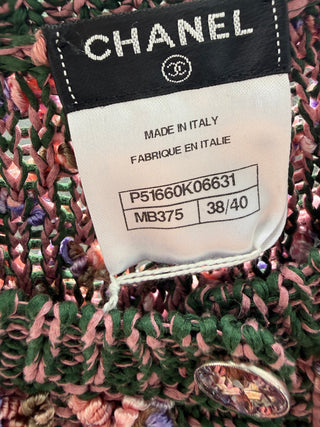 CHANEL
MADE IN ITALY
FABRIQUE EN ITALIE
P51660K06631
MB375 38/40